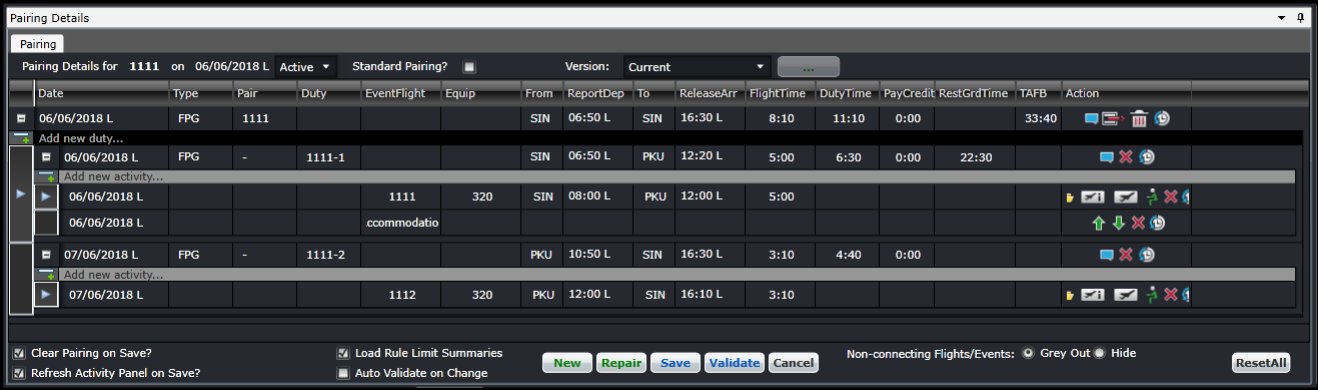 Pairing Details
Pairing
Pairing Details for 1111 on 06/06/2018 L Active Standard Pairing? Version: Current ...
Date Type Pair Duty EventFlight Equip From ReportDep To ReleaseArr FlightTime DutyTime PayCredit RestGrdTime TAFB Action
06/06/2018 L FPG 1111 SIN 06:50 L SIN 16:30 L 8:10 11:10 0:00 33:40
Add new duty...
06/06/2018 L FPG - 1111-1 SIN 06:50 L PKU 12:20 L 5:00 6:30 0:00 22:30
Add new activity...
06/06/2018 L 1111 320 SIN 08:00 L PKU 12:00 L 5:00
06/06/2018 L ccommodatio
07/06/2018 L FPG - 1111-2 PKU 10:50 L SIN 16:30 L 3:10 4:40 0:00
Add new activity...
07/06/2018 L 1112 320 PKU 12:00 L SIN 16:10 L 3:10
Clear Pairing on Save? Load Rule Limit Summaries New Repair Save Validate Cancel Non-connecting Flights/Events: Grey Out Hide ResetAll
Refresh Activity Panel on Save? Auto Validate on Change